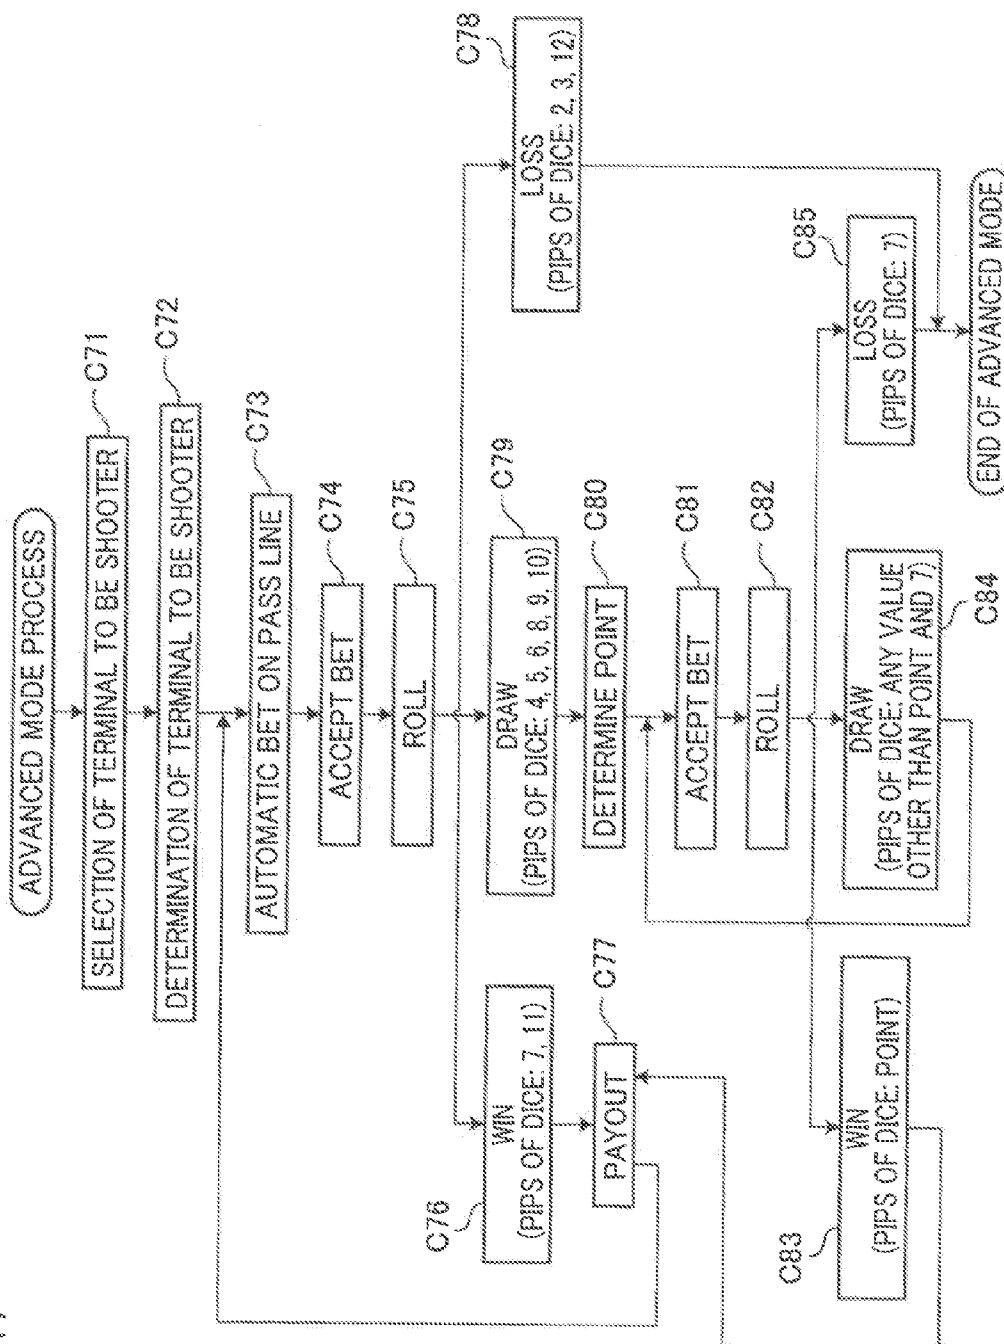 ADVANCED MODE PROCESS
SELECTION OF TERMINAL TO BE SHOOTER
C71
DETERMINATION OF TERMINAL TO BE SHOOTER
C72
AUTOMATIC BET ON PASS LINE
C73
ACCEPT BET
C74
ROLL
C75
C76
WIN
(PIPS OF DICE: 7, 11)
PAYOUT
C77
LOSS
(PIPS OF DICE: 2, 3, 12)
C78
DRAW
(PIPS OF DICE: 4, 5, 6, 8, 9, 10)
C79
DETERMINE POINT
C80
ACCEPT BET
C81
ROLL
C82
C83
WIN
(PIPS OF DICE: POINT)
DRAW
(PIPS OF DICE: ANY VALUE
OTHER THAN POINT AND 7)
C84
LOSS
(PIPS OF DICE: 7)
C85
END OF ADVANCED MODE